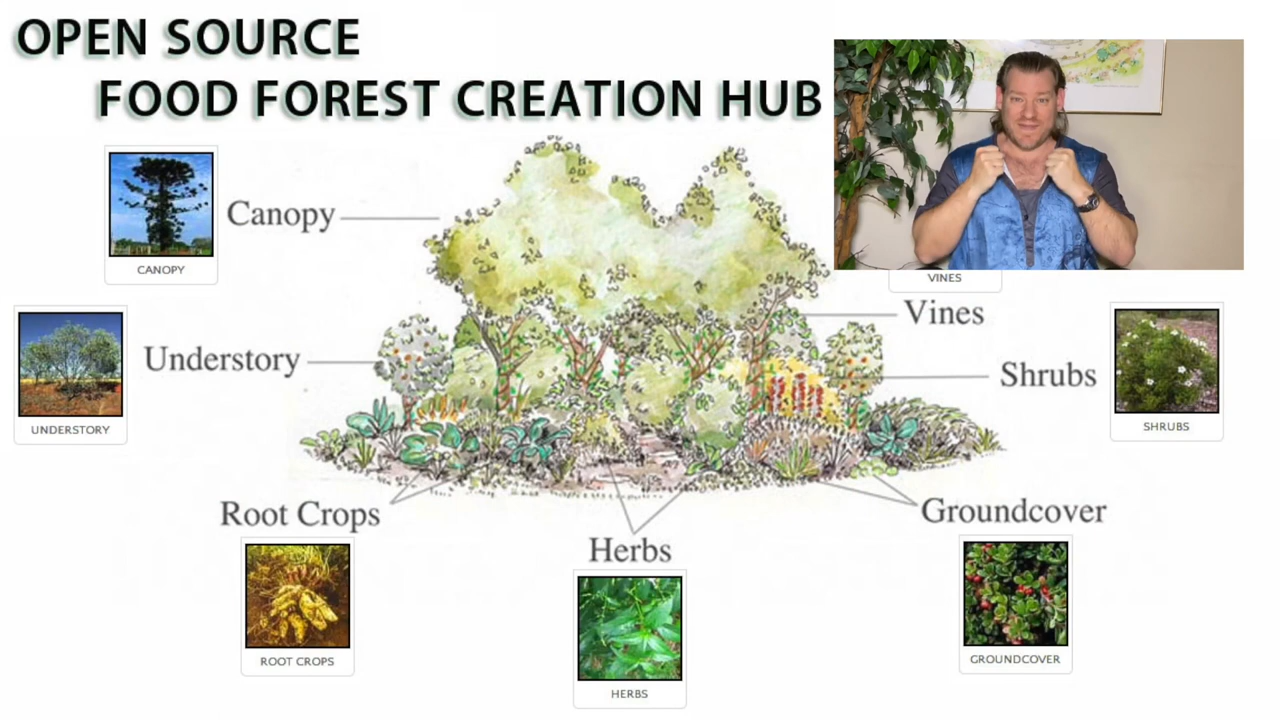 OPEN SOURCE
FOOD FOREST CREATION HUB
Canopy
CANOPY
VINES
Vines
Understory
UNDERSTORY
Shrubs
SHRUBS
Root Crops
ROOT CROPS
Herbs
HERBS
Groundcover
GROUNDCOVER